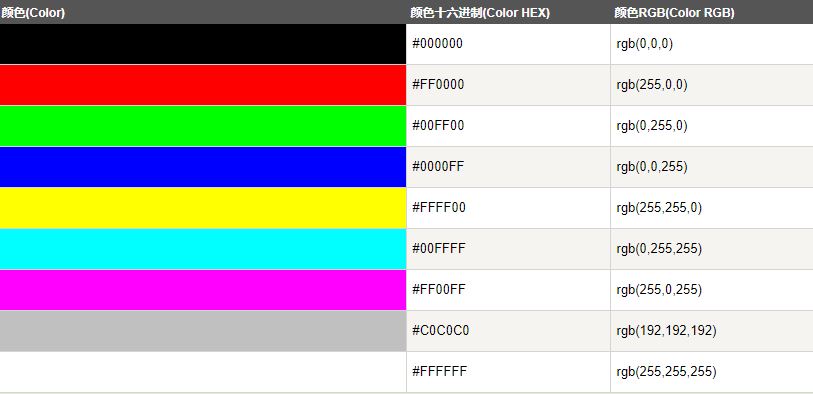 颜色(Color) 颜色十六进制(Color HEX) 颜色RGB(Color RGB)
#000000 rgb(0,0,0)
#FF0000 rgb(255,0,0)
#00FF00 rgb(0,255,0)
#0000FF rgb(0,0,255)
#FFFF00 rgb(255,255,0)
#00FFFF rgb(0,255,255)
#FF00FF rgb(255,0,255)
#C0C0C0 rgb(192,192,192)
#FFFFFF rgb(255,255,255)